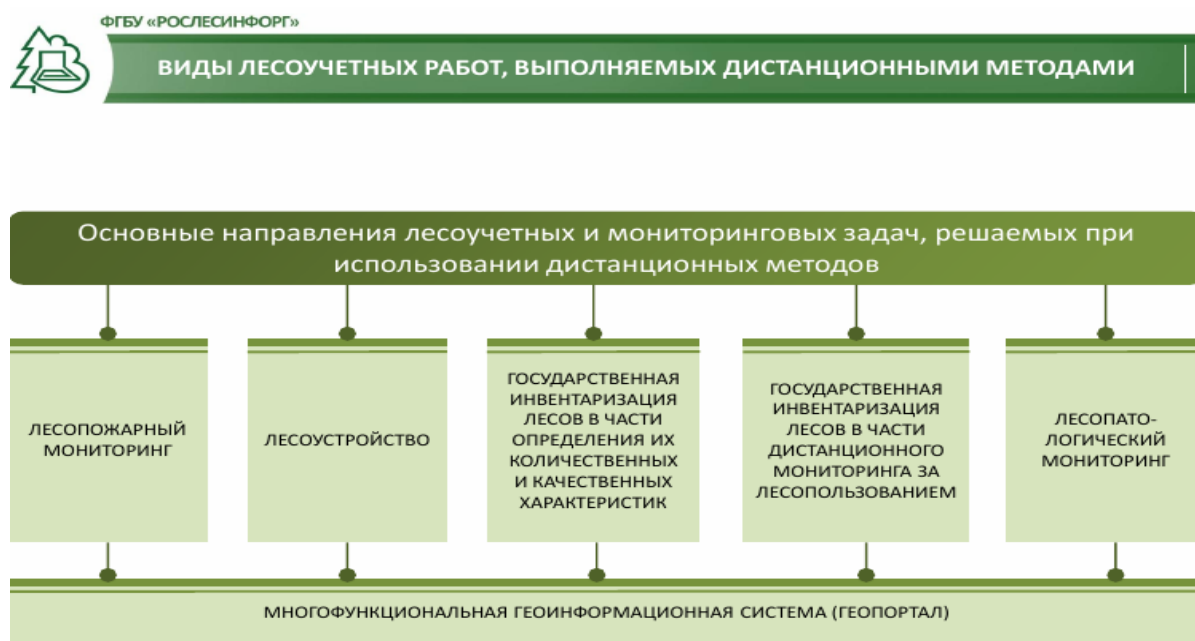 ФГБУ «РОСЛЕСИНФОРГ»
ВИДЫ ЛЕСОУЧЕТНЫХ РАБОТ, ВЫПОЛНЯЕМЫХ ДИСТАНЦИОННЫМИ МЕТОДАМИ
Основные направления лесоучетных и мониторинговых задач, решаемых при
использовании дистанционных методов
ЛЕСОПОЖАРНЫЙ
МОНИТОРИНГ
ЛЕСОУСТРОЙСТВО
ГОСУДАРСТВЕННАЯ
ИНВЕНТАРИЗАЦИЯ
ЛЕСОВ В ЧАСТИ
ОПРЕДЕЛЕНИЯ ИХ
КОЛИЧЕСТВЕННЫХ
И КАЧЕСТВЕННЫХ
ХАРАКТЕРИСТИК
ГОСУДАРСТВЕННАЯ
ИНВЕНТАРИЗАЦИЯ
ЛЕСОВ В ЧАСТИ
ДИСТАНЦИОННОГО
МОНИТОРИНГА ЗА
ЛЕСОПОЛЬЗОВАНИЕМ
ЛЕСОПАТО-
ЛОГИЧЕСКИЙ
МОНИТОРИНГ
МНОГОФУНКЦИОНАЛЬНАЯ ГЕОИНФОРМАЦИОННАЯ СИСТЕМА (ГЕОПОРТАЛ)